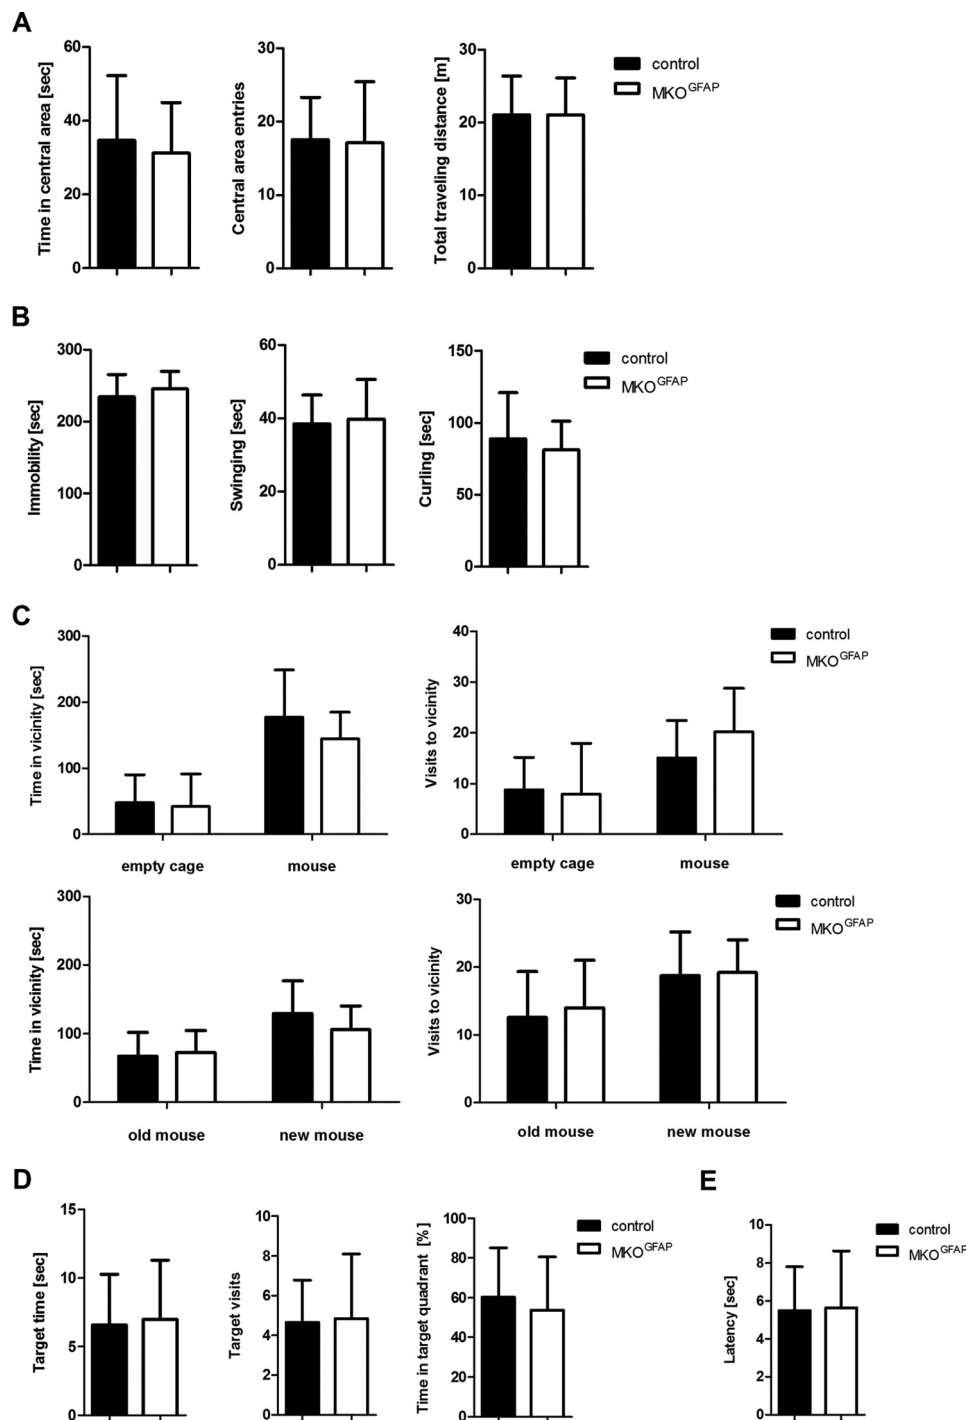 A
Time in central area [sec]
60
40
20
0
Central area entries
30
20
10
0
Total traveling distance [m]
30
20
10
0
control
MKO^GFAP
B
Immobility [sec]
300
200
100
0
Swinging [sec]
60
40
20
0
Curling [sec]
150
100
50
0
control
MKO^GFAP
C
Time in vicinity [sec]
300
200
100
0
empty cage mouse
Visits to vicinity
40
30
20
10
0
empty cage mouse
control
MKO^GFAP
Time in vicinity [sec]
300
200
100
0
old mouse new mouse
Visits to vicinity
30
20
10
0
old mouse new mouse
control
MKO^GFAP
D
Target time [sec]
15
10
5
0
Target visits
10
8
6
4
2
0
Time in target quadrant [%]
100
80
60
40
20
0
control
MKO^GFAP
E
Latency [sec]
10
8
6
4
2
0
control
MKO^GFAP